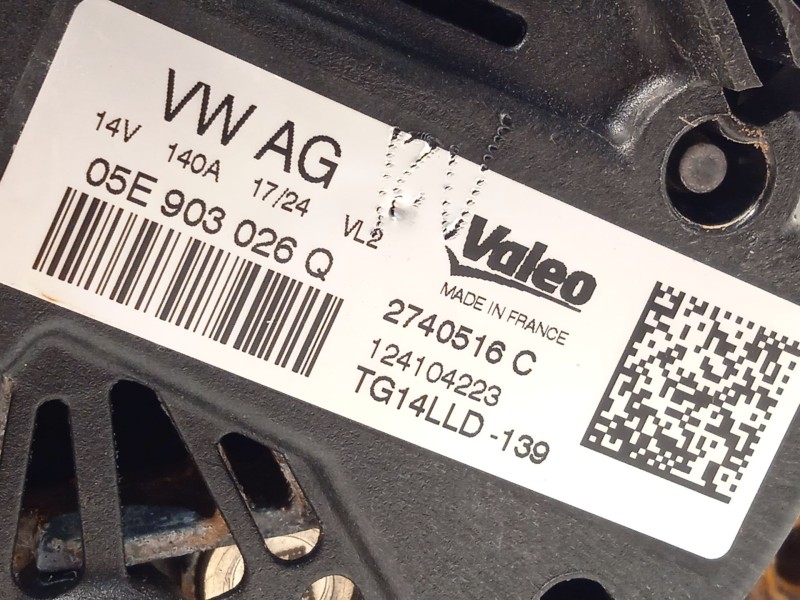 VW AG
14V 140A 17/24
05E 903 026 Q
VL2
Valeo
MADE IN FRANCE
2740516 C
124104223
TG14LLD -139